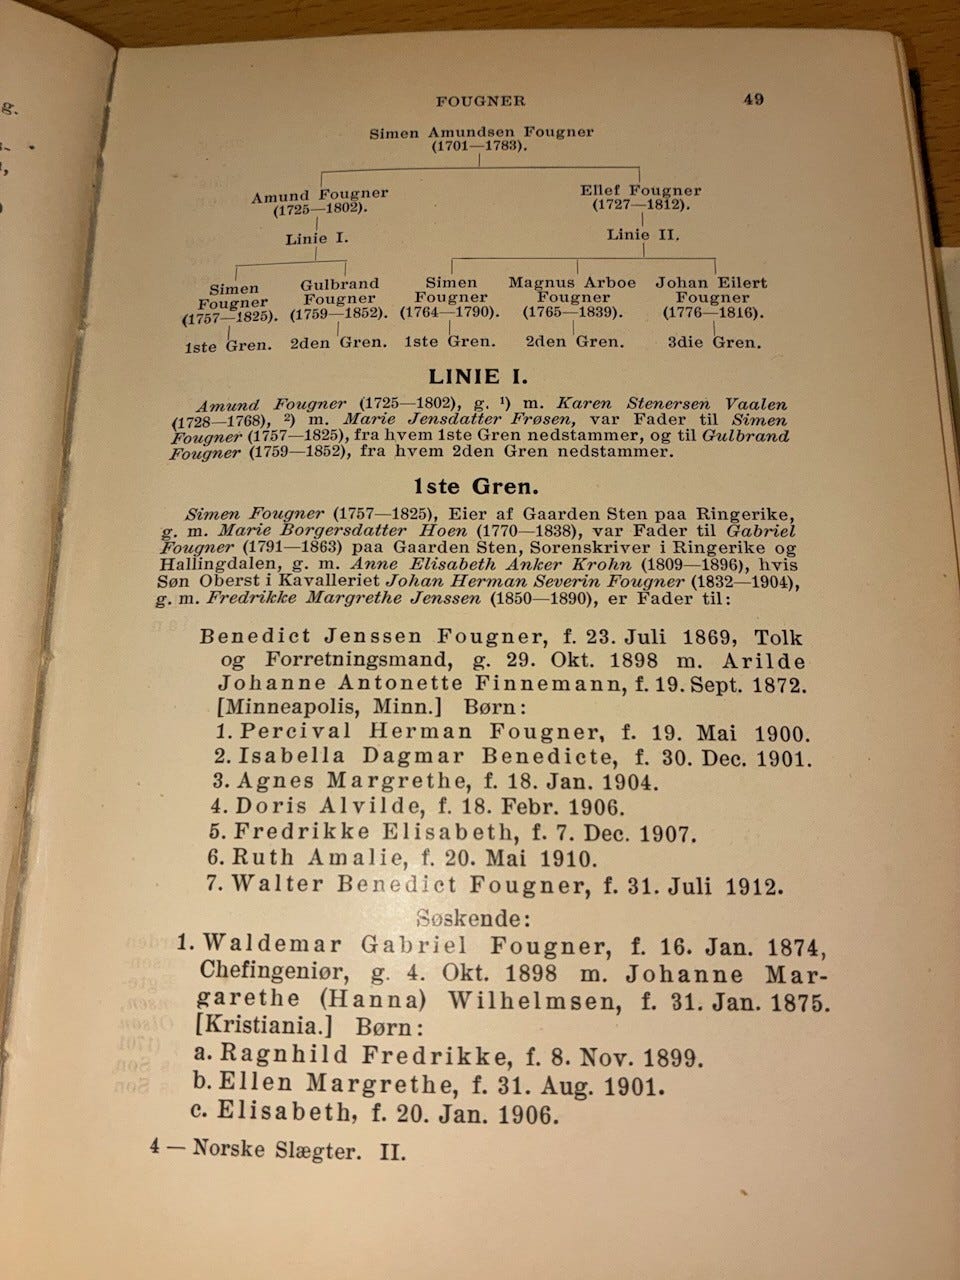 g.
FOUGNER 49
Simen Amundsen Fougner
(1701—1783).
Amund Fougner
(1725—1802).
Linie I.
Ellef Fougner
(1727—1812).
Linie II.
Simen
Fougner
(1757—1825).
1ste Gren.
Gulbrand
Fougner
(1759—1852).
2den Gren.
Simen
Fougner
(1764—1790).
1ste Gren.
Magnus Arboe
Fougner
(1765—1839).
2den Gren.
Johan Eilert
Fougner
(1776—1816).
3die Gren.
LINIE I.
Amund Fougner (1725—1802), g. ¹) m. Karen Stenersen Vaalen
(1728—1768), ²) m. Marie Jensdatter Frøsen, var Fader til Simen
Fougner (1757—1825), fra hvem 1ste Gren nedstammer, og til Gulbrand
Fougner (1759—1852), fra hvem 2den Gren nedstammer.
1ste Gren.
Simen Fougner (1757—1825), Eier af Gaarden Sten paa Ringerike,
g. m. Marie Borgersdatter Hoen (1770—1838), var Fader til Gabriel
Fougner (1791—1863) paa Gaarden Sten, Sorenskriver i Ringerike og
Hallingdalen, g. m. Anne Elisabeth Anker Krohn (1809—1896), hvis
Søn Oberst i Kavalleriet Johan Herman Severin Fougner (1832—1904),
g. m. Fredrikke Margrethe Jenssen (1850—1890), er Fader til:
Benedict Jenssen Fougner, f. 23. Juli 1869, Tolk
og Forretningsmand, g. 29. Okt. 1898 m. Arilde
Johanne Antonette Finnemann, f. 19. Sept. 1872.
[Minneapolis, Minn.] Børn:
1. Percival Herman Fougner, f. 19. Mai 1900.
2. Isabella Dagmar Benedicte, f. 30. Dec. 1901.
3. Agnes Margrethe, f. 18. Jan. 1904.
4. Doris Alvilde, f. 18. Febr. 1906.
5. Fredrikke Elisabeth, f. 7. Dec. 1907.
6. Ruth Amalie, f. 20. Mai 1910.
7. Walter Benedict Fougner, f. 31. Juli 1912.
Søskende:
1. Waldemar Gabriel Fougner, f. 16. Jan. 1874,
Chefingeniør, g. 4. Okt. 1898 m. Johanne Mar-
garethe (Hanna) Wilhelmsen, f. 31. Jan. 1875.
[Kristiania.] Børn:
a. Ragnhild Fredrikke, f. 8. Nov. 1899.
b. Ellen Margrethe, f. 31. Aug. 1901.
c. Elisabeth, f. 20. Jan. 1906.
4 — Norske Slægter. II.